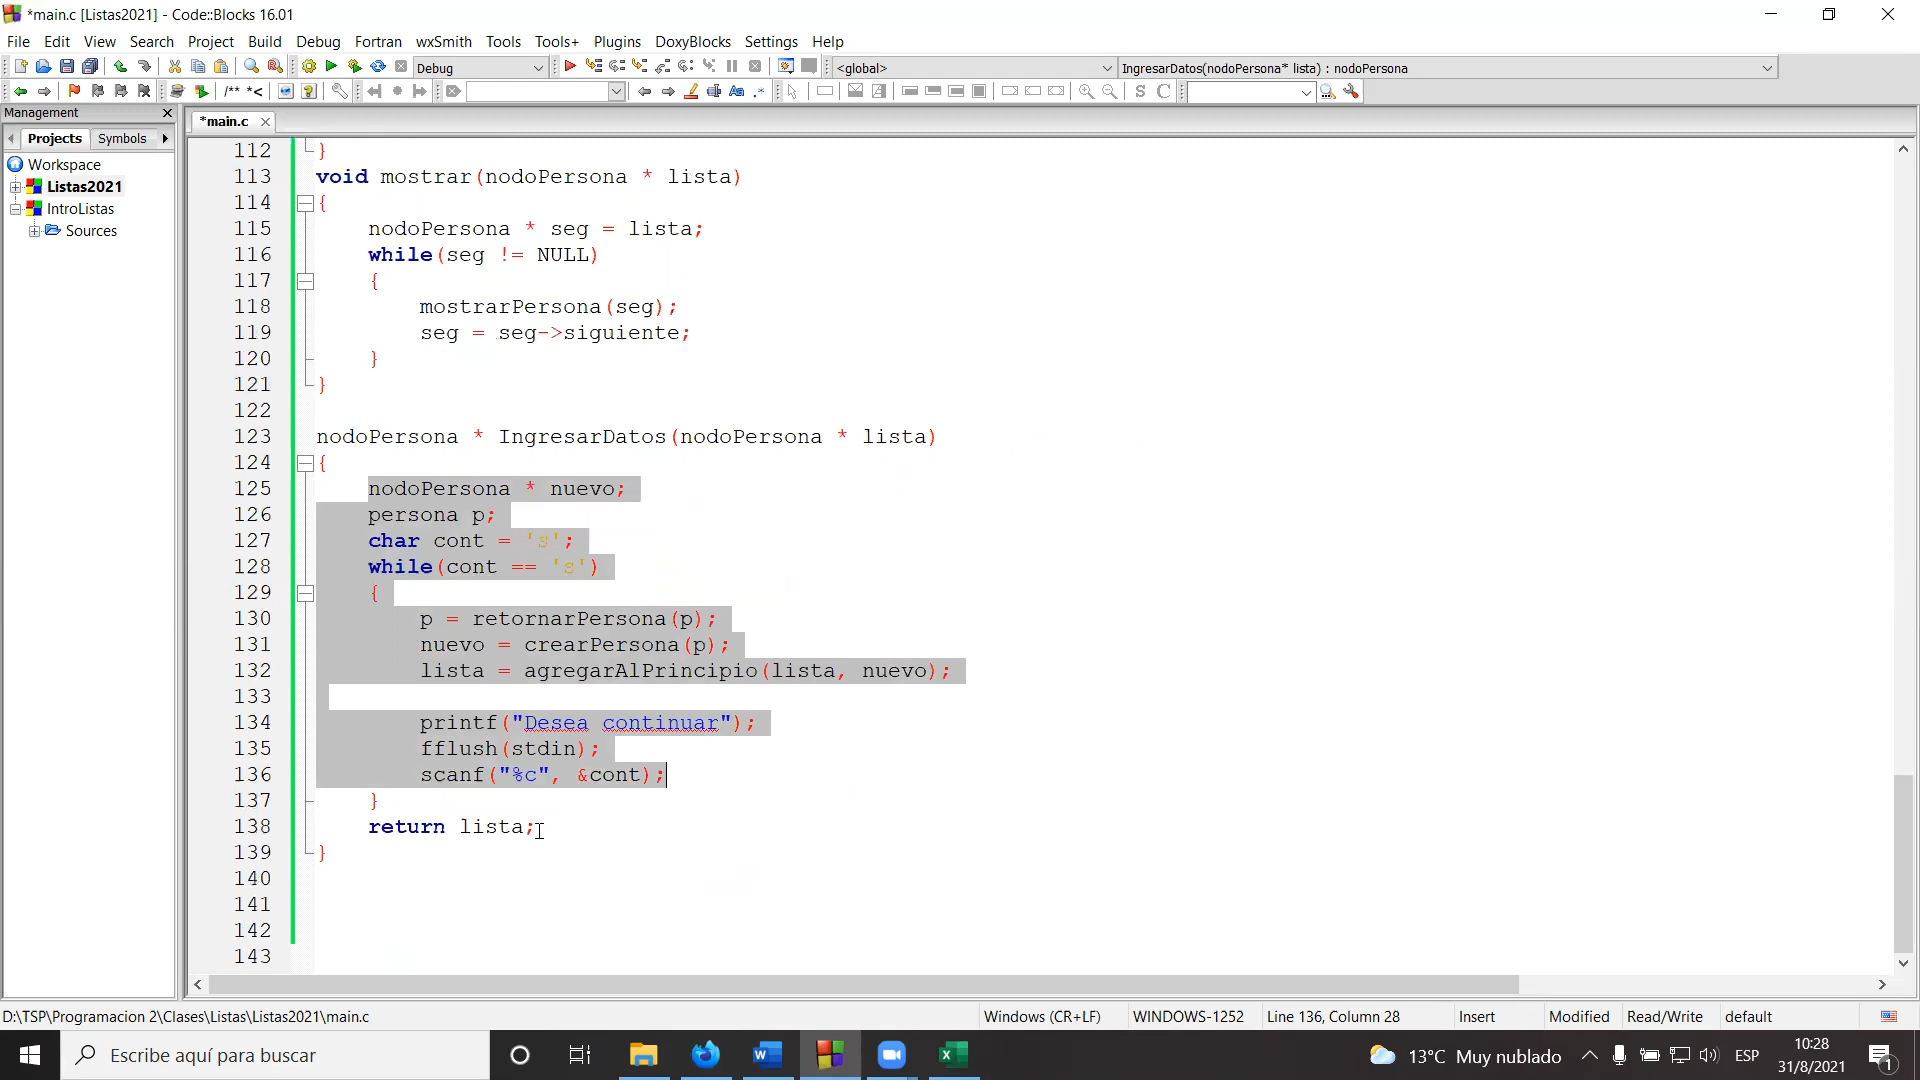 *main.c [Listas2021] - Code::Blocks 16.01
File Edit View Search Project Build Debug Fortran wxSmith Tools Tools+ Plugins DoxyBlocks Settings Help
Debug
<global>
IngresarDatos(nodoPersona* lista) : nodoPersona
/** *<
Aa .*
S C
Management
*main.c
Projects Symbols
Workspace
Listas2021
IntroListas
Sources
112 }
113 void mostrar(nodoPersona * lista)
114 {
115 nodoPersona * seg = lista;
116 while(seg != NULL)
117 {
118 mostrarPersona(seg);
119 seg = seg->siguiente;
120 }
121 }
122
123 nodoPersona * IngresarDatos(nodoPersona * lista)
124 {
125 nodoPersona * nuevo;
126 persona p;
127 char cont = 's';
128 while(cont == 's')
129 {
130 p = retornarPersona(p);
131 nuevo = crearPersona(p);
132 lista = agregarAlPrincipio(lista, nuevo);
133
134 printf("Desea continuar");
135 fflush(stdin);
136 scanf("%c", &cont);
137 }
138 return lista;
139 }
140
141
142
143
D:\TSP\Programacion 2\Clases\Listas\Listas2021\main.c
Windows (CR+LF)
WINDOWS-1252
Line 136, Column 28
Insert
Modified
Read/Write
default
Escribe aquí para buscar
13°C Muy nublado
ESP
10:28
31/8/2021
1